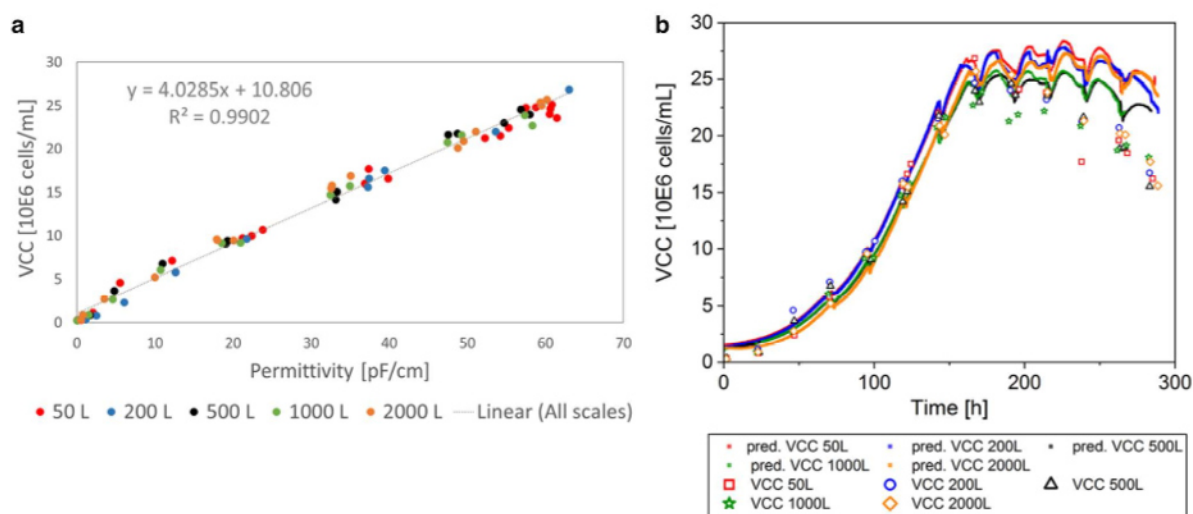 a
y = 4.0285x + 10.806
R² = 0.9902
VCC [10E6 cells/mL]
30
25
20
15
10
5
0
0 10 20 30 40 50 60 70
Permittivity [pF/cm]
50 L 200 L 500 L 1000 L 2000 L Linear (All scales)
b
VCC [10E6 cells/mL]
30
25
20
15
10
5
0
0 100 200 300
Time [h]
pred. VCC 50L pred. VCC 200L pred. VCC 500L
pred. VCC 1000L pred. VCC 2000L
VCC 50L VCC 200L VCC 500L
VCC 1000L VCC 2000L